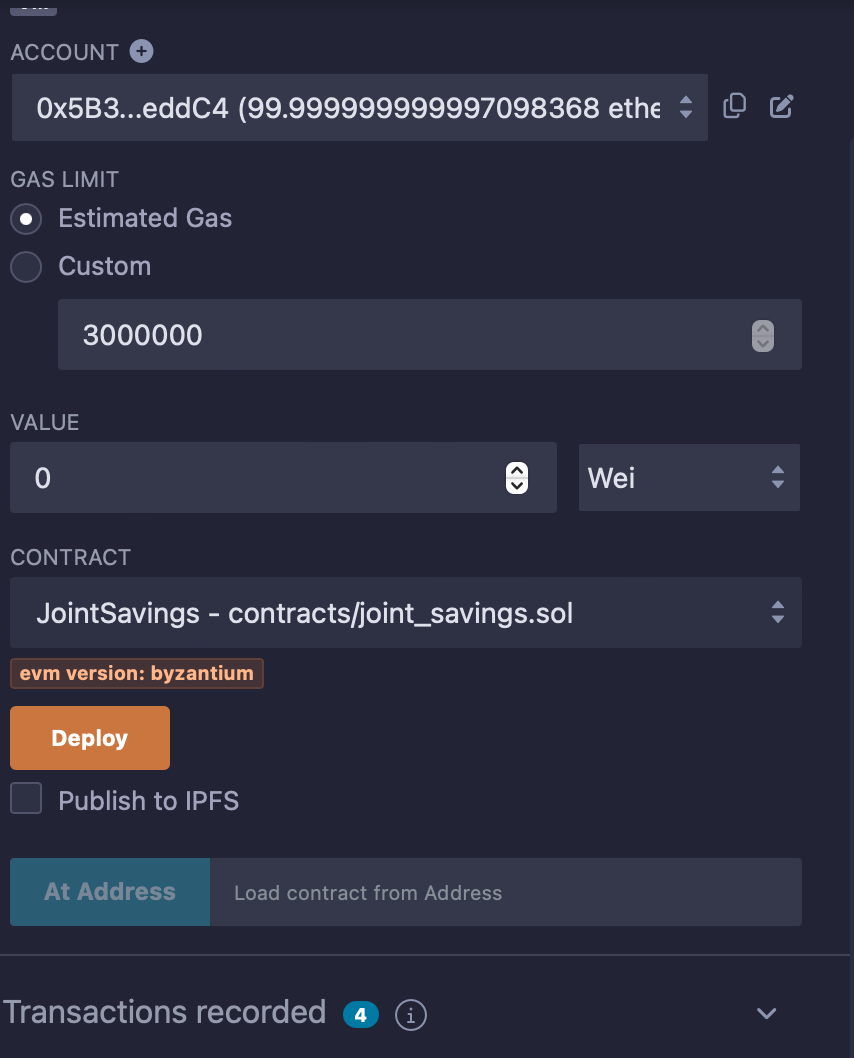 ACCOUNT
0x5B3...eddC4 (99.999999999997098368 ethe
GAS LIMIT
Estimated Gas
Custom
3000000
VALUE
0 Wei
CONTRACT
JointSavings - contracts/joint_savings.sol
evm version: byzantium
Deploy
Publish to IPFS
At Address Load contract from Address
Transactions recorded 4 i